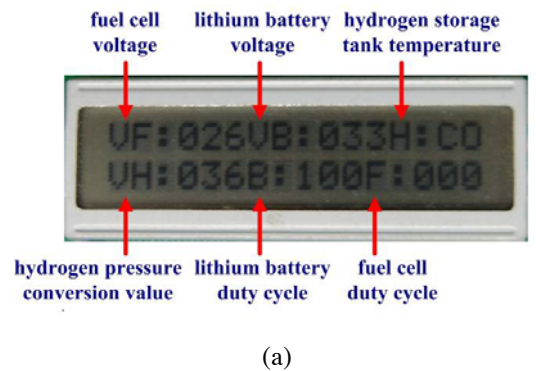 fuel cell lithium battery hydrogen storage
voltage voltage tank temperature
VF:026VB:033H:CO
VH:036B:100F:000
hydrogen pressure lithium battery fuel cell
conversion value duty cycle duty cycle
(a)